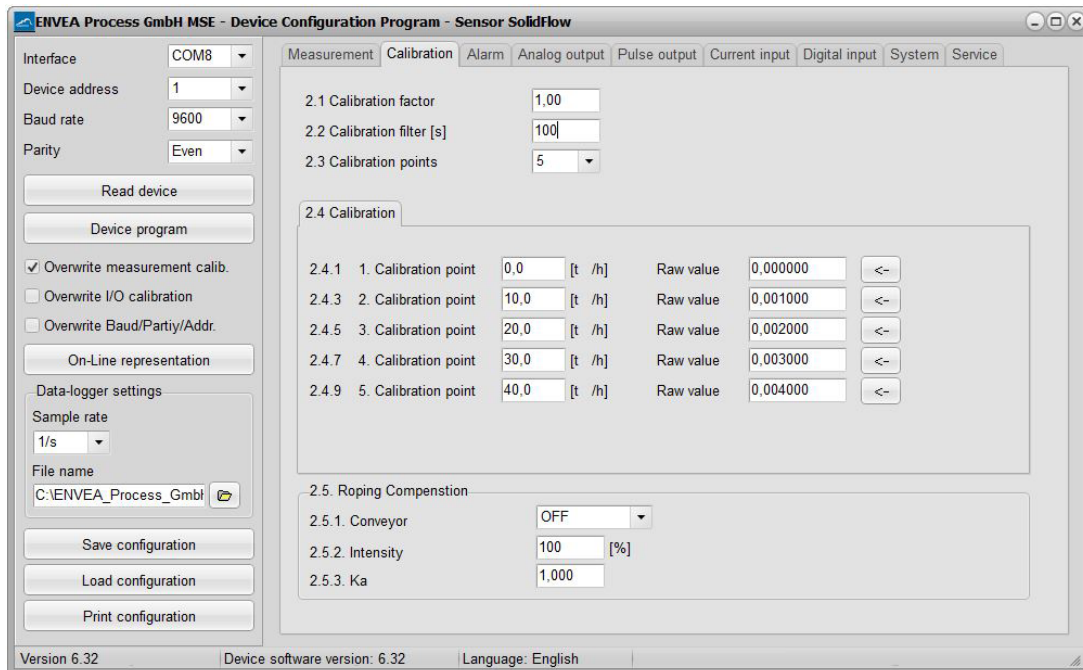 ENVEA Process GmbH MSE - Device Configuration Program - Sensor SolidFlow
Interface COM8
Device address 1
Baud rate 9600
Parity Even
Read device
Device program
Overwrite measurement calib.
Overwrite I/O calibration
Overwrite Baud/Partiy/Addr.
On-Line representation
Data-logger settings
Sample rate
1/s
File name
C:\ENVEA_Process_Gmbl
Save configuration
Load configuration
Print configuration
Measurement Calibration Alarm Analog output Pulse output Current input Digital input System Service
2.1 Calibration factor 1,00
2.2 Calibration filter [s] 100
2.3 Calibration points 5
2.4 Calibration
2.4.1 1. Calibration point 0,0 [t /h] Raw value 0,000000 <-
2.4.3 2. Calibration point 10,0 [t /h] Raw value 0,001000 <-
2.4.5 3. Calibration point 20,0 [t /h] Raw value 0,002000 <-
2.4.7 4. Calibration point 30,0 [t /h] Raw value 0,003000 <-
2.4.9 5. Calibration point 40,0 [t /h] Raw value 0,004000 <-
2.5. Roping Compenstion
2.5.1. Conveyor OFF
2.5.2. Intensity 100 [%]
2.5.3. Ka 1,000
Version 6.32 Device software version: 6.32 Language: English